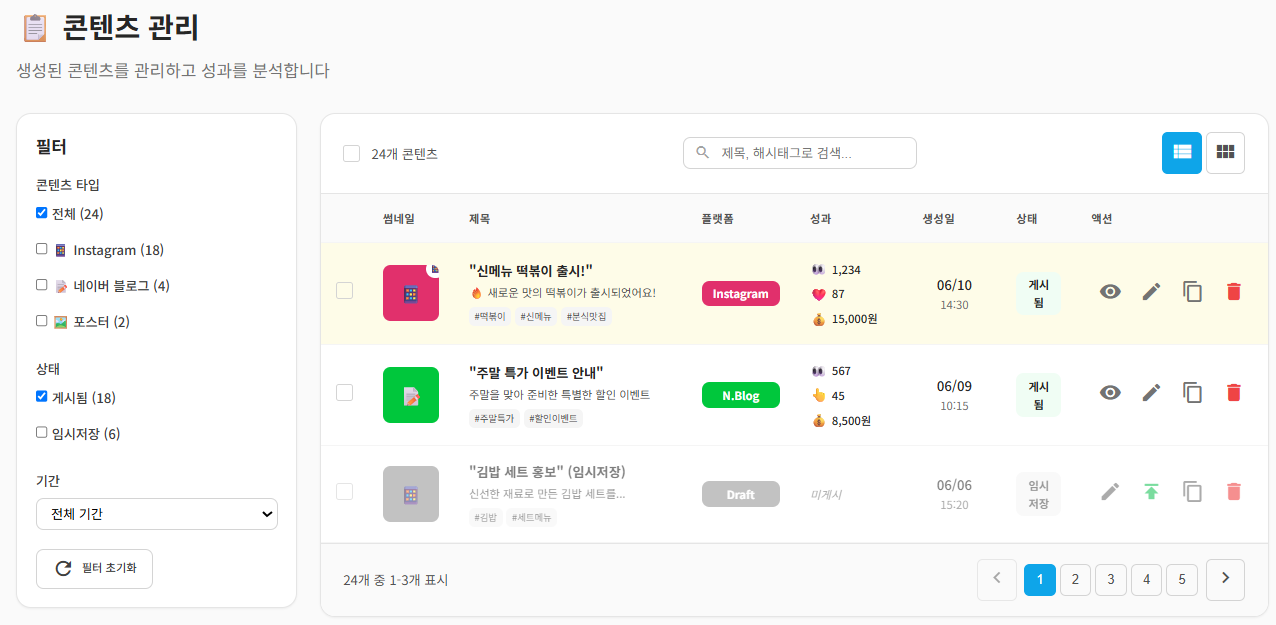 콘텐츠 관리
생성된 콘텐츠를 관리하고 성과를 분석합니다
필터
콘텐츠 타입
전체 (24)
Instagram (18)
네이버 블로그 (4)
포스터 (2)
상태
게시됨 (18)
임시저장 (6)
기간
전체 기간
필터 초기화
24개 콘텐츠
제목, 해시태그로 검색...
썸네일 제목 플랫폼 성과 생성일 상태 액션
"신메뉴 떡볶이 출시!"
🔥 새로운 맛의 떡볶이가 출시되었어요!
#떡볶이 #신메뉴 #분식맛집
Instagram
👀 1,234
❤️ 87
💰 15,000원
06/10
14:30
게시
됨
"주말 특가 이벤트 안내"
주말을 맞아 준비한 특별한 할인 이벤트
#주말특가 #할인이벤트
N.Blog
👀 567
👆 45
💰 8,500원
06/09
10:15
게시
됨
"김밥 세트 홍보" (임시저장)
신선한 재료로 만든 김밥 세트를...
#김밥 #세트메뉴
Draft
미게시
06/06
15:20
임시
저장
24개 중 1-3개 표시
1 2 3 4 5